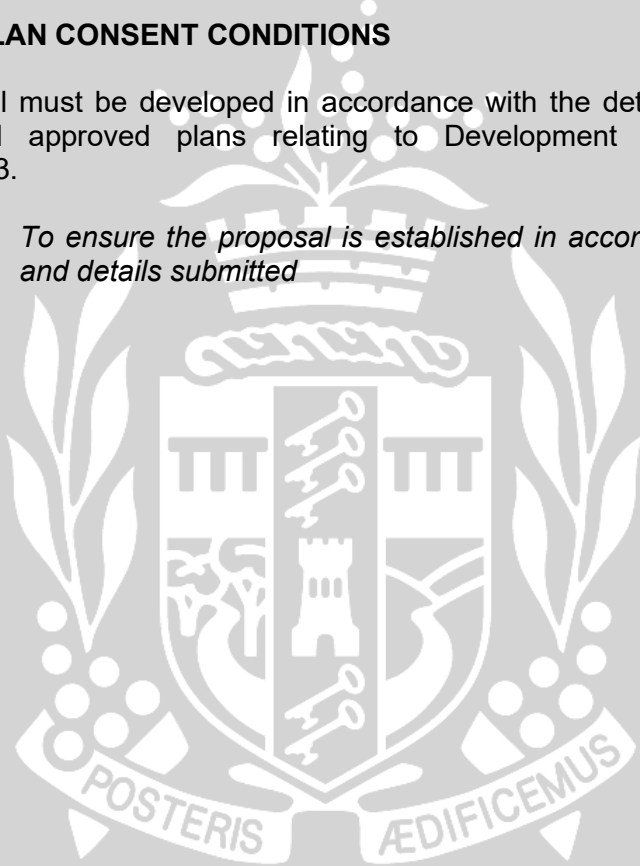 LAN CONSENT CONDITIONS
l must be developed in accordance with the det
approved plans relating to Development
3.
To ensure the proposal is established in accor
and details submitted
POSTERIS ÆDIFICEMUS